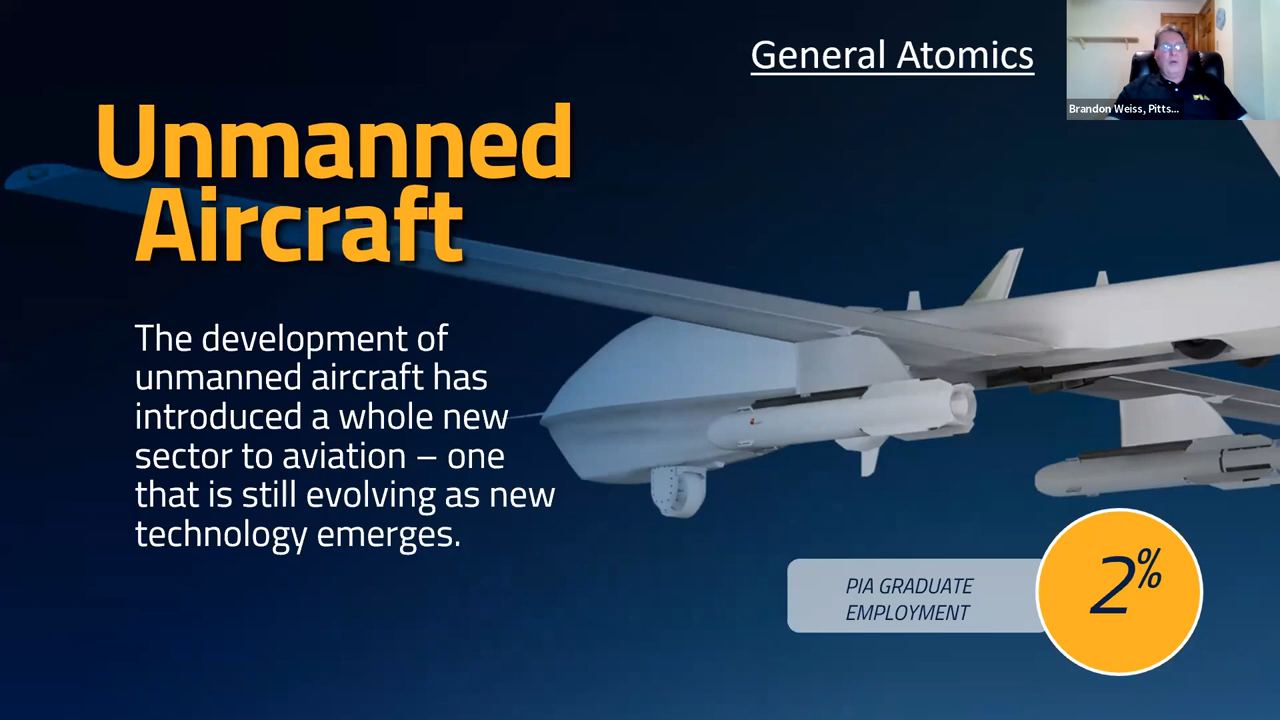 General Atomics
Unmanned
Aircraft
The development of
unmanned aircraft has
introduced a whole new
sector to aviation – one
that is still evolving as new
technology emerges.
PIA GRADUATE
EMPLOYMENT
2%
Brandon Weiss, Pitts...
PIA